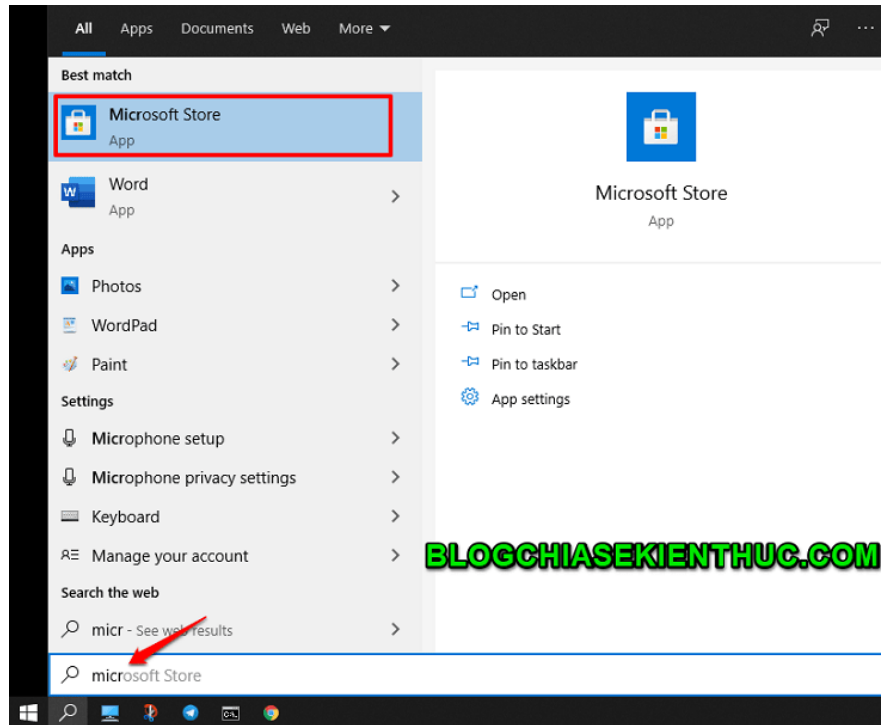 All Apps Documents Web More
Best match
Microsoft Store
App
Word
App
Apps
Photos
WordPad
Paint
Settings
Microphone setup
Microphone privacy settings
Keyboard
Manage your account
Search the web
micr - See web results
microsoft Store
Microsoft Store
App
Open
Pin to Start
Pin to taskbar
App settings
BLOGCHIASEKIENTHUC.COM